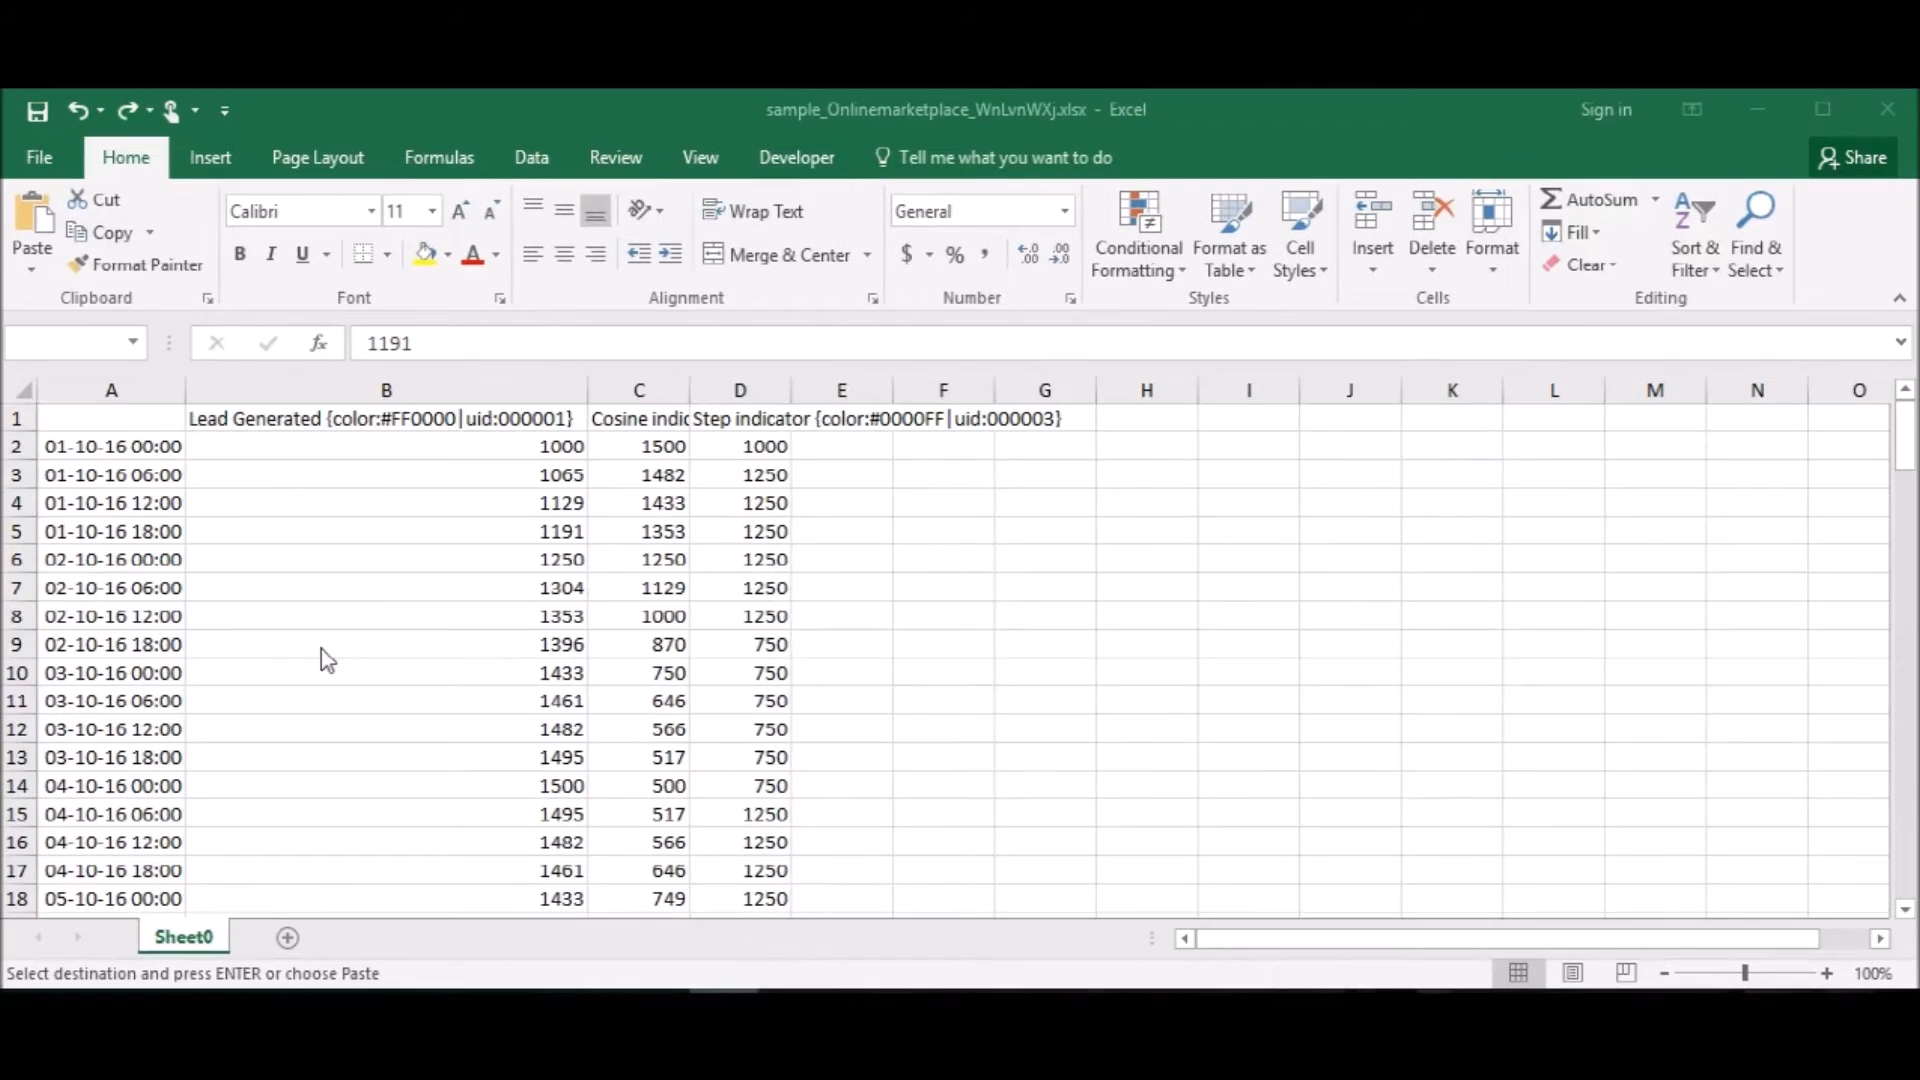 sample_Onlinemarketplace_WnLvnWXj.xlsx - Excel
Sign in
File Home Insert Page Layout Formulas Data Review View Developer Tell me what you want to do Share
Paste
Cut
Copy
Format Painter
Clipboard
Calibri 11
B I U A
Font
Wrap Text
Merge & Center
Alignment
General
$ % ,
Number
Conditional Formatting
Format as Table
Cell Styles
Styles
Insert Delete Format
Cells
AutoSum
Fill
Clear
Sort & Filter
Find & Select
Editing
fx 1191
A B C D E F G H I J K L M N O
1 Lead Generated {color:#FF0000|uid:000001} Cosine indic Step indicator {color:#0000FF|uid:000003}
2 01-10-16 00:00 1000 1500 1000
3 01-10-16 06:00 1065 1482 1250
4 01-10-16 12:00 1129 1433 1250
5 01-10-16 18:00 1191 1353 1250
6 02-10-16 00:00 1250 1250 1250
7 02-10-16 06:00 1304 1129 1250
8 02-10-16 12:00 1353 1000 1250
9 02-10-16 18:00 1396 870 750
10 03-10-16 00:00 1433 750 750
11 03-10-16 06:00 1461 646 750
12 03-10-16 12:00 1482 566 750
13 03-10-16 18:00 1495 517 750
14 04-10-16 00:00 1500 500 750
15 04-10-16 06:00 1495 517 1250
16 04-10-16 12:00 1482 566 1250
17 04-10-16 18:00 1461 646 1250
18 05-10-16 00:00 1433 749 1250
Sheet0
Select destination and press ENTER or choose Paste
100%